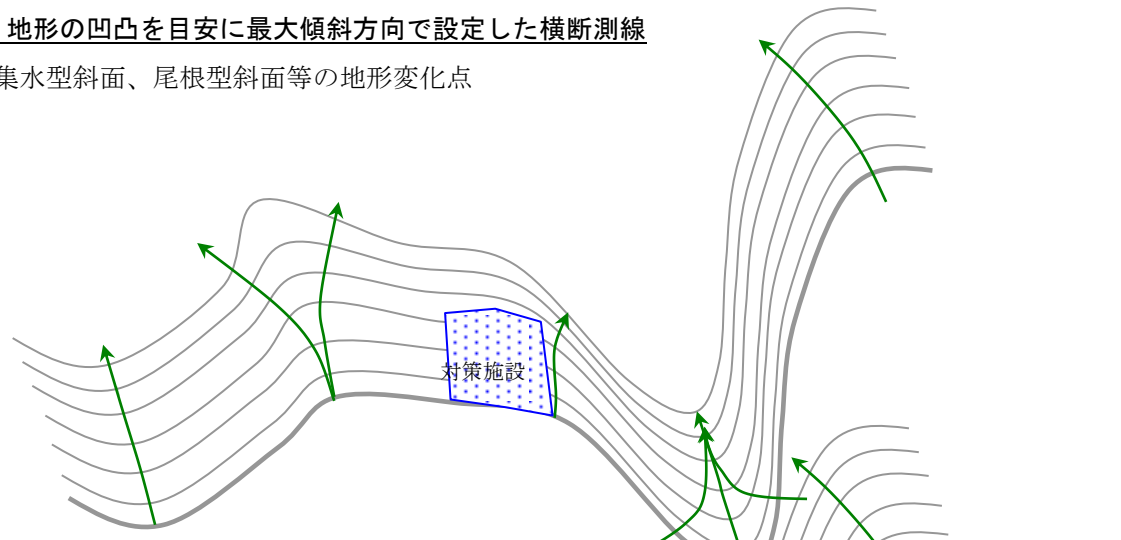 地形の凹凸を目安に最大傾斜方向で設定した横断測線
集水型斜面、尾根型斜面等の地形変化点
対策施設